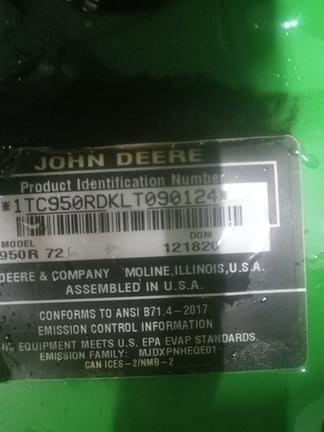 JOHN DEERE
Product Identification Number
*1TC950RDKLT090124*
MODEL DOM
950R 72 121820
DEERE & COMPANY MOLINE, ILLINOIS, U.S.A.
ASSEMBLED IN U.S.A.
CONFORMS TO ANSI B71.4-2017
EMISSION CONTROL INFORMATION
EQUIPMENT MEETS U.S. EPA EVAP STANDARDS.
EMISSION FAMILY: MJDXPNHEQE01
CAN ICES-2/NMB-2